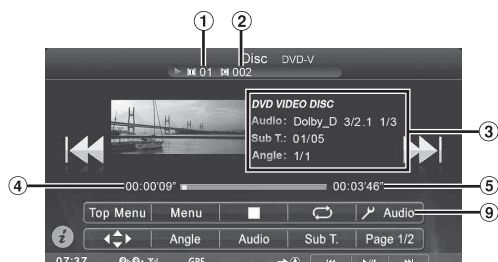 1 2
Disc DVD-V
T 01 C 002
DVD VIDEO DISC
Audio: Dolby_D 3/2.1 1/3
Sub T.: 01/05
Angle: 1/1
3
4 00:00'09" 00:03'46" 5
Top Menu Menu Audio 9
i Angle Audio Sub T. Page 1/2
07:37 GPS